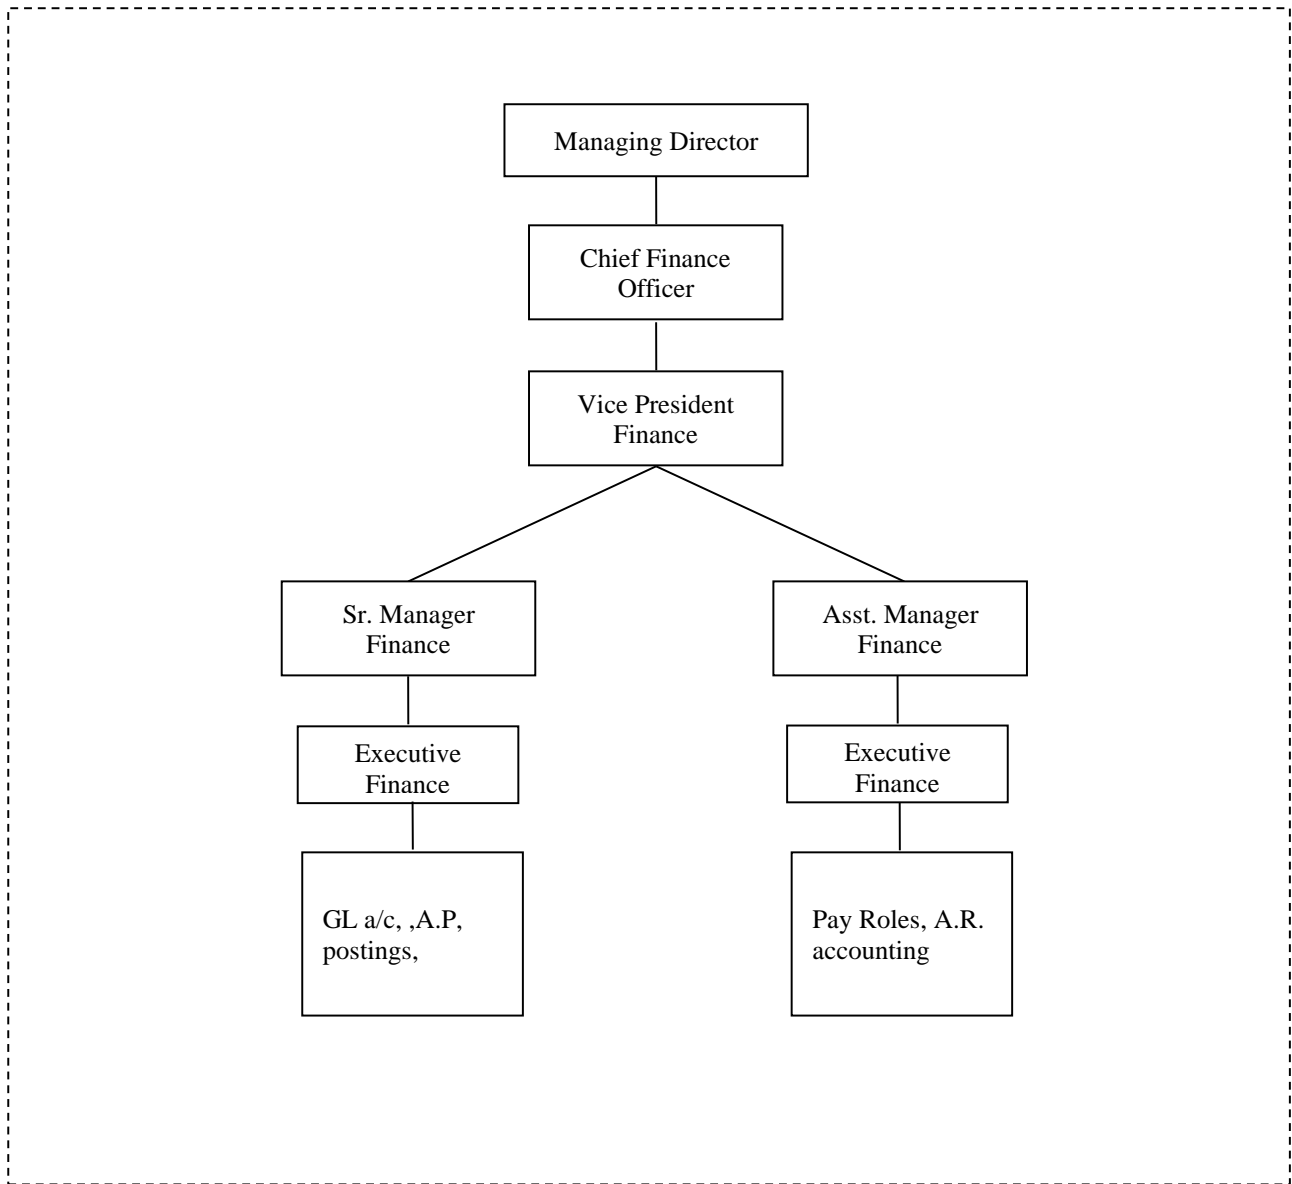 Managing Director
Chief Finance
Officer
Vice President
Finance
Sr. Manager
Finance
Asst. Manager
Finance
Executive
Finance
Executive
Finance
GL a/c, ,A.P,
postings,
Pay Roles, A.R.
accounting